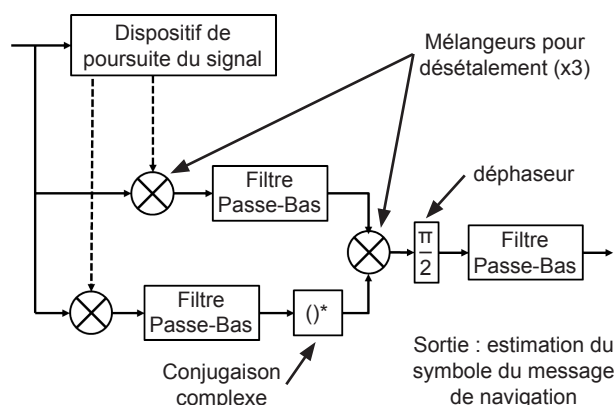 Dispositif de
poursuite du signal
Mélangeurs pour
désétalement (x3)
Filtre
Passe-Bas
déphaseur
π
2
Filtre
Passe-Bas
Filtre
Passe-Bas
()*
Conjugaison
complexe
Sortie : estimation du
symbole du message
de navigation